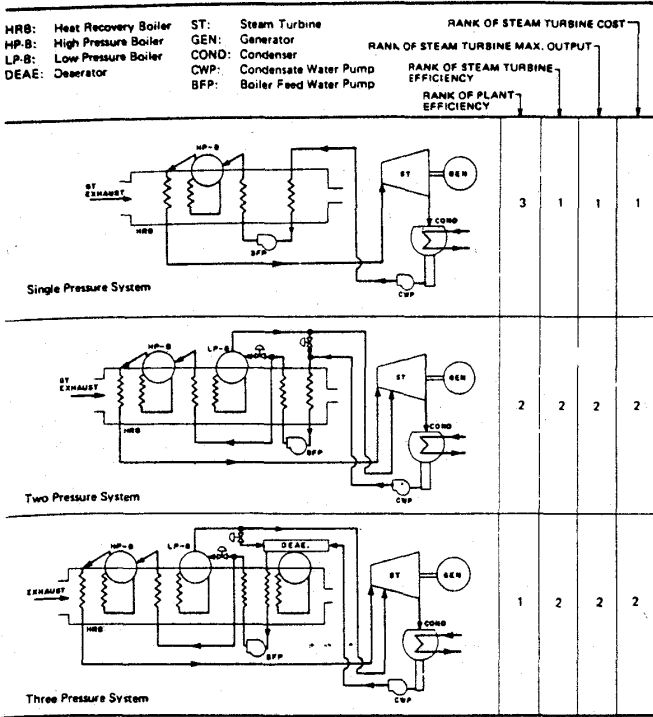 HRB: Heat Recovery Boiler
HP-B: High Pressure Boiler
LP-B: Low Pressure Boiler
DEAE: Deaerator
ST: Steam Turbine
GEN: Generator
COND: Condenser
CWP: Condensate Water Pump
BFP: Boiler Feed Water Pump
RANK OF STEAM TURBINE COST
RANK OF STEAM TURBINE MAX. OUTPUT
RANK OF STEAM TURBINE
EFFICIENCY
RANK OF PLANT
EFFICIENCY
HP-B
GT
EXHAUST
HRB
BFP
ST
GEN
COND
CWP
3 1 1 1
Single Pressure System
HP-B
LP-B
GT
EXHAUST
HRB
BFP
ST
GEN
COND
CWP
2 2 2 2
Two Pressure System
HP-B
LP-B
DEAE.
EXHAUST
HRB
BFP
ST
GEN
COND
CWP
1 2 2 2
Three Pressure System